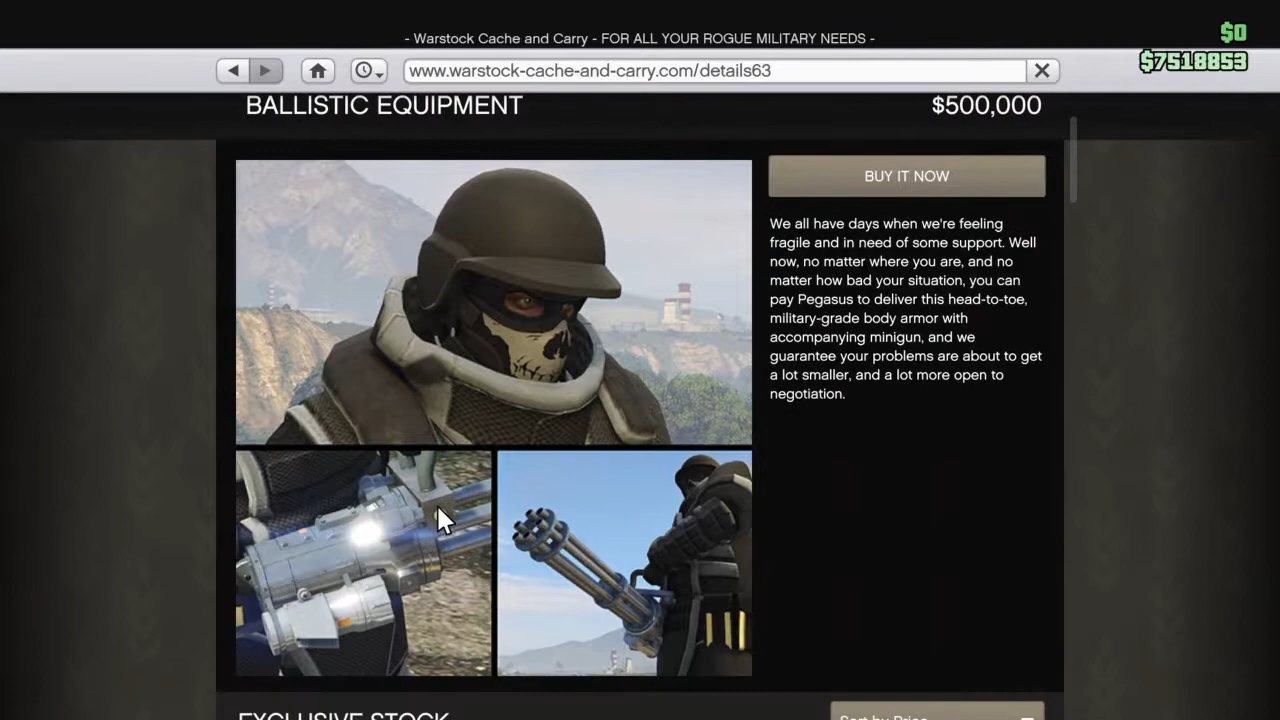 $0
- Warstock Cache and Carry - FOR ALL YOUR ROGUE MILITARY NEEDS -
$7518853
www.warstock-cache-and-carry.com/details63
BALLISTIC EQUIPMENT
$500,000
BUY IT NOW
We all have days when we're feeling
fragile and in need of some support. Well
now, no matter where you are, and no
matter how bad your situation, you can
pay Pegasus to deliver this head-to-toe,
military-grade body armor with
accompanying minigun, and we
guarantee your problems are about to get
a lot smaller, and a lot more open to
negotiation.
EXCLUSIVE STOCK
Sort by Price